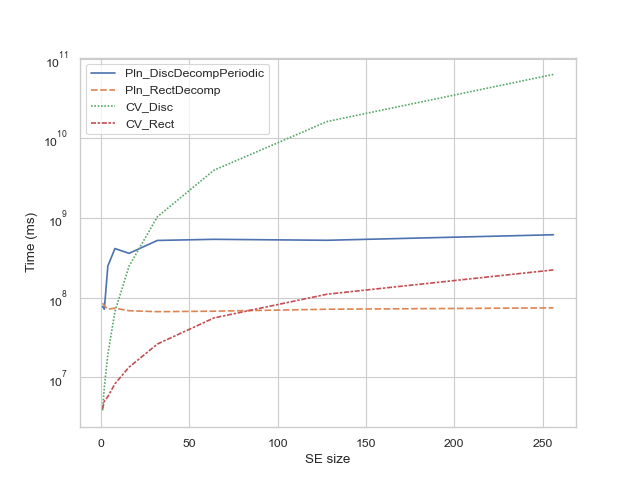 10^11
10^10
10^9
10^8
10^7
Time (ms)
Pln_DiscDecompPeriodic
Pln_RectDecomp
CV_Disc
CV_Rect
0 50 100 150 200 250
SE size